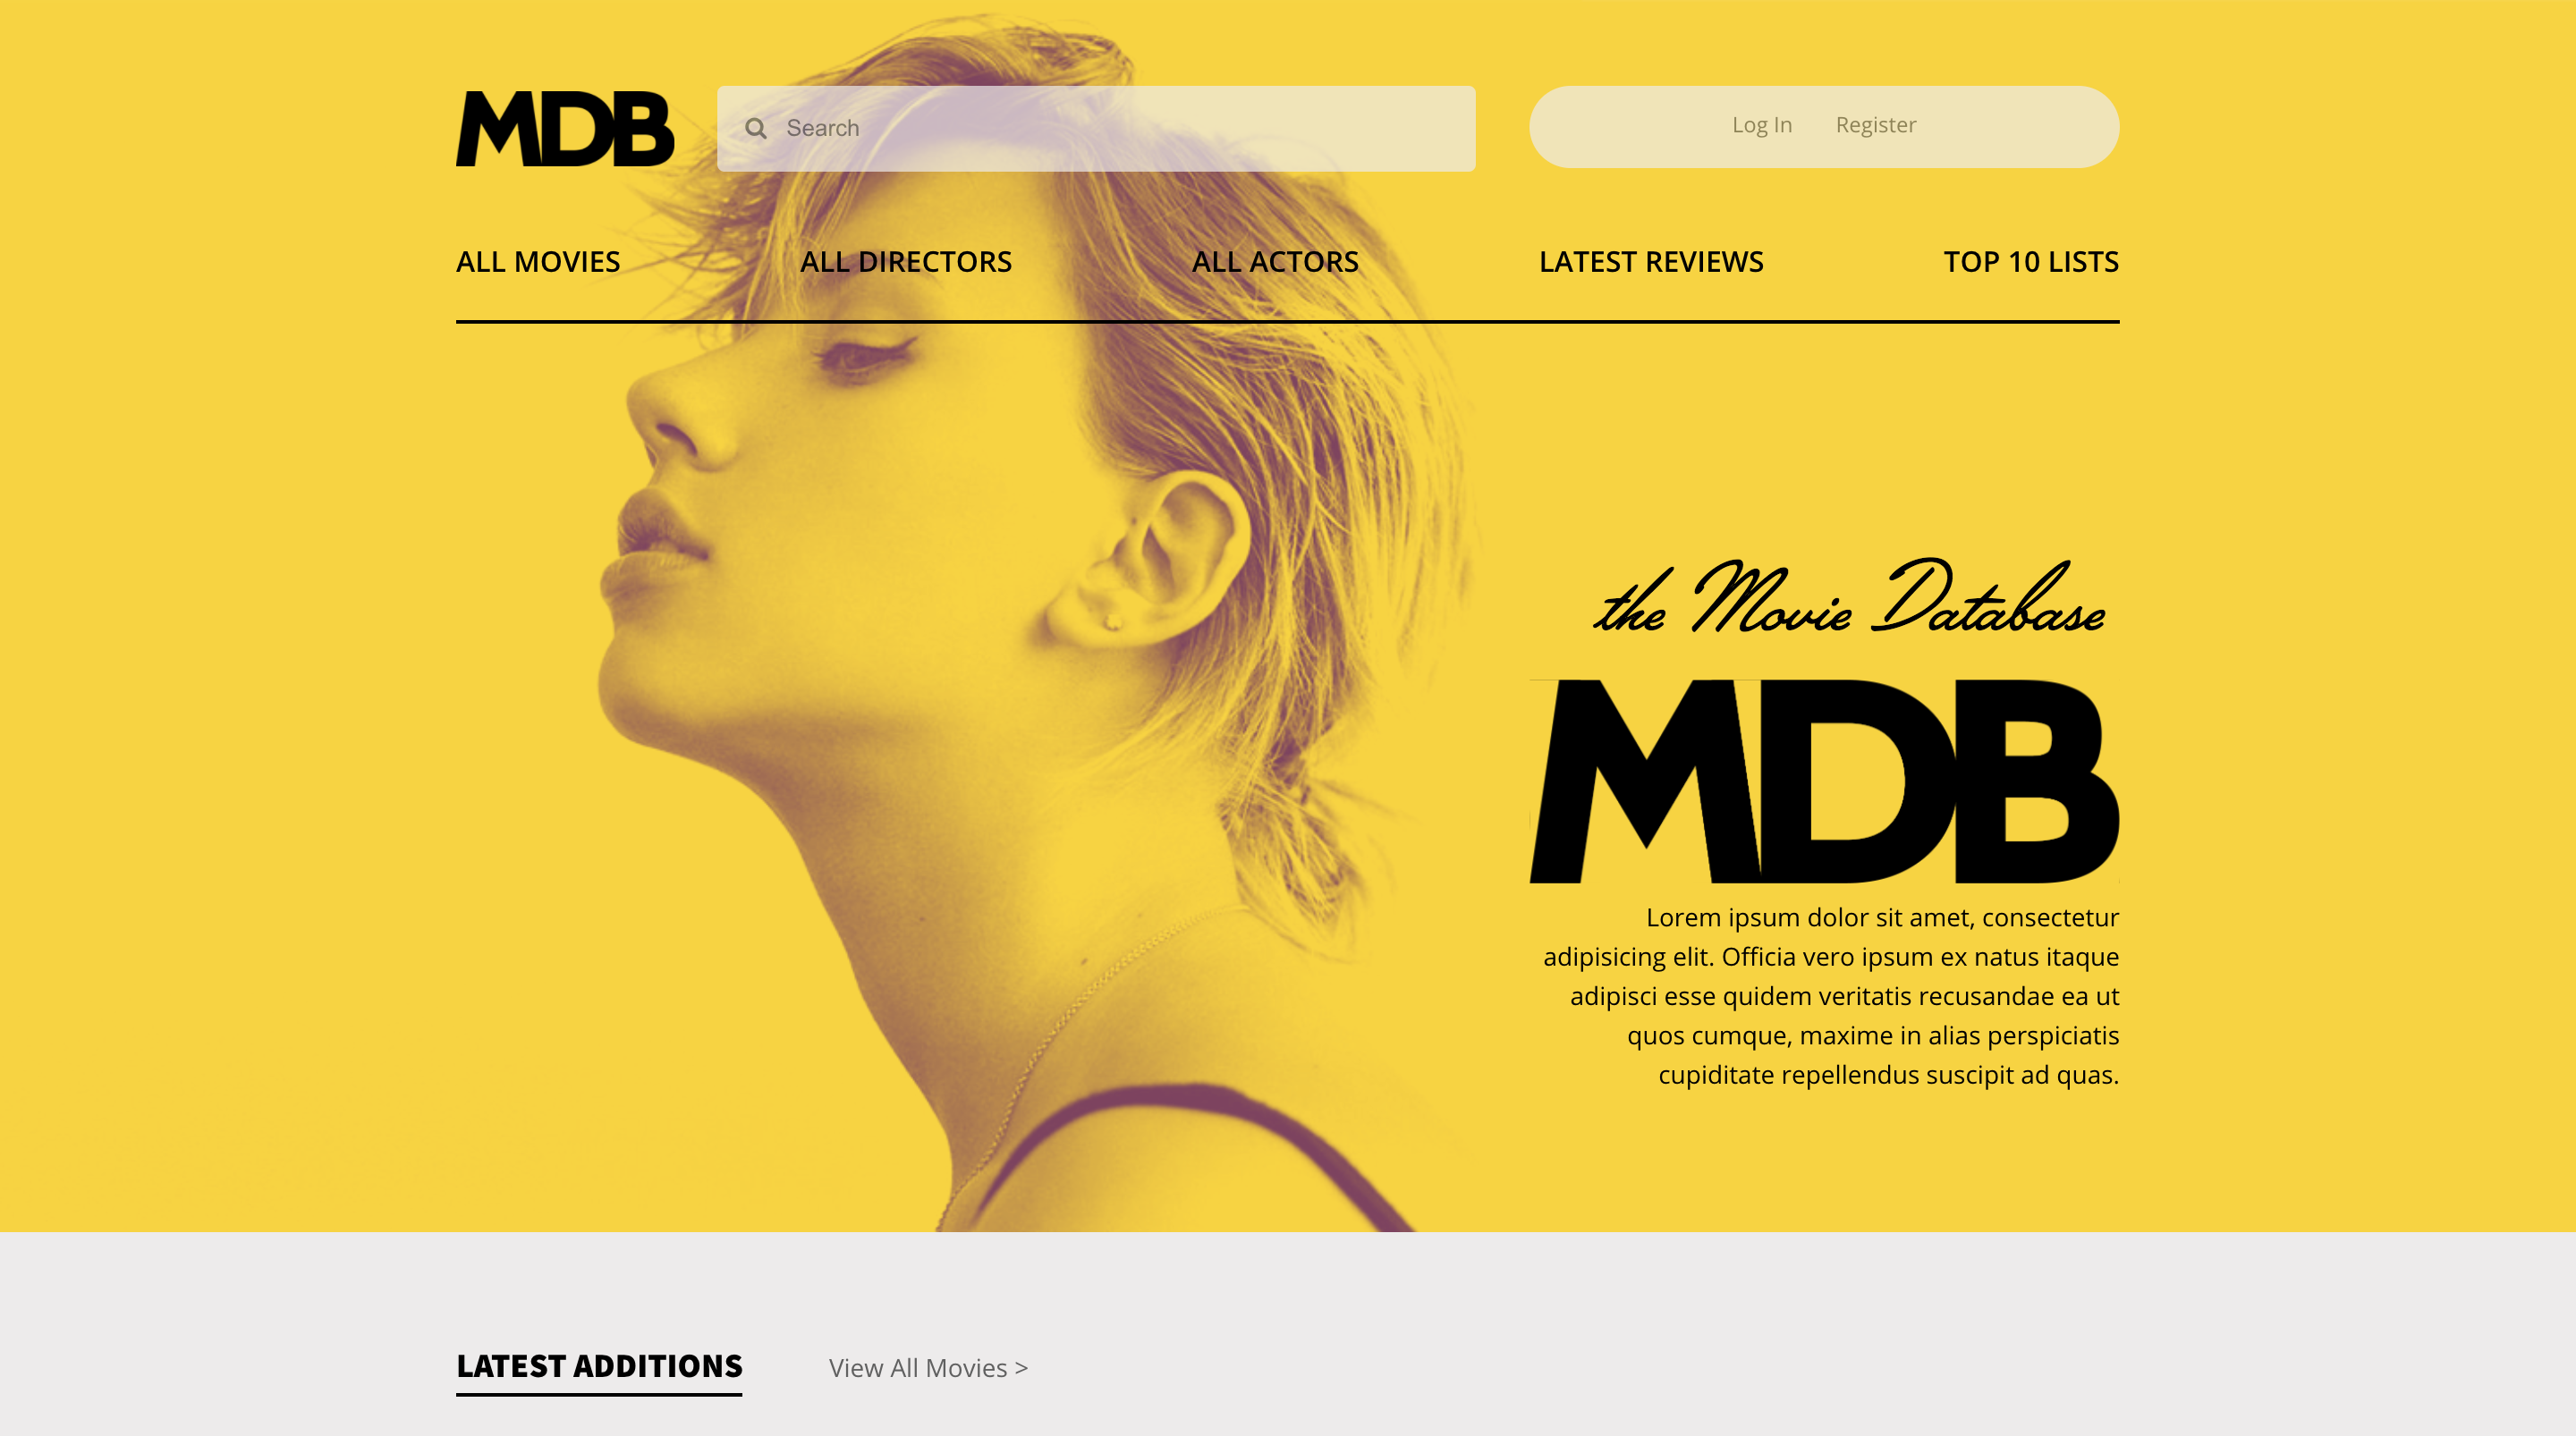 MDB
Search
Log In
Register
ALL MOVIES
ALL DIRECTORS
ALL ACTORS
LATEST REVIEWS
TOP 10 LISTS
the Movie Database
MDB
Lorem ipsum dolor sit amet, consectetur
adipisicing elit. Officia vero ipsum ex natus itaque
adipisci esse quidem veritatis recusandae ea ut
quos cumque, maxime in alias perspiciatis
cupiditate repellendus suscipit ad quas.
LATEST ADDITIONS
View All Movies >